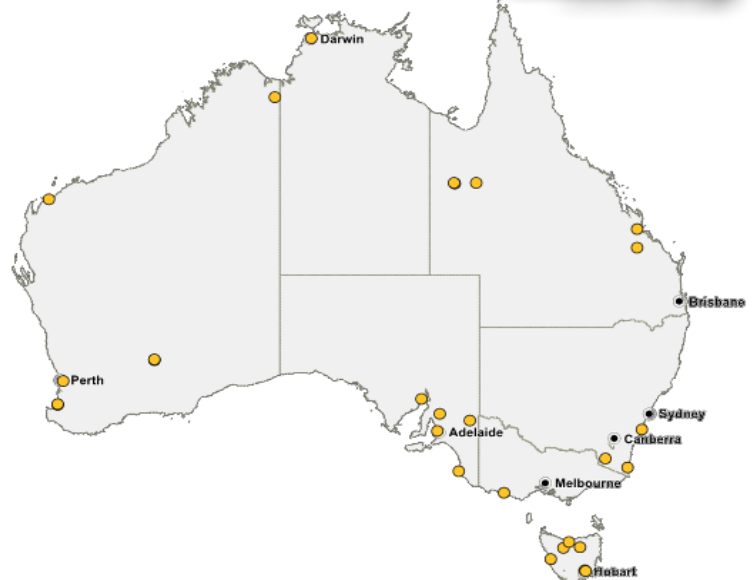 Darwin
Brisbane
Perth
Sydney
Adelaide
Canberra
Melbourne
Hobart